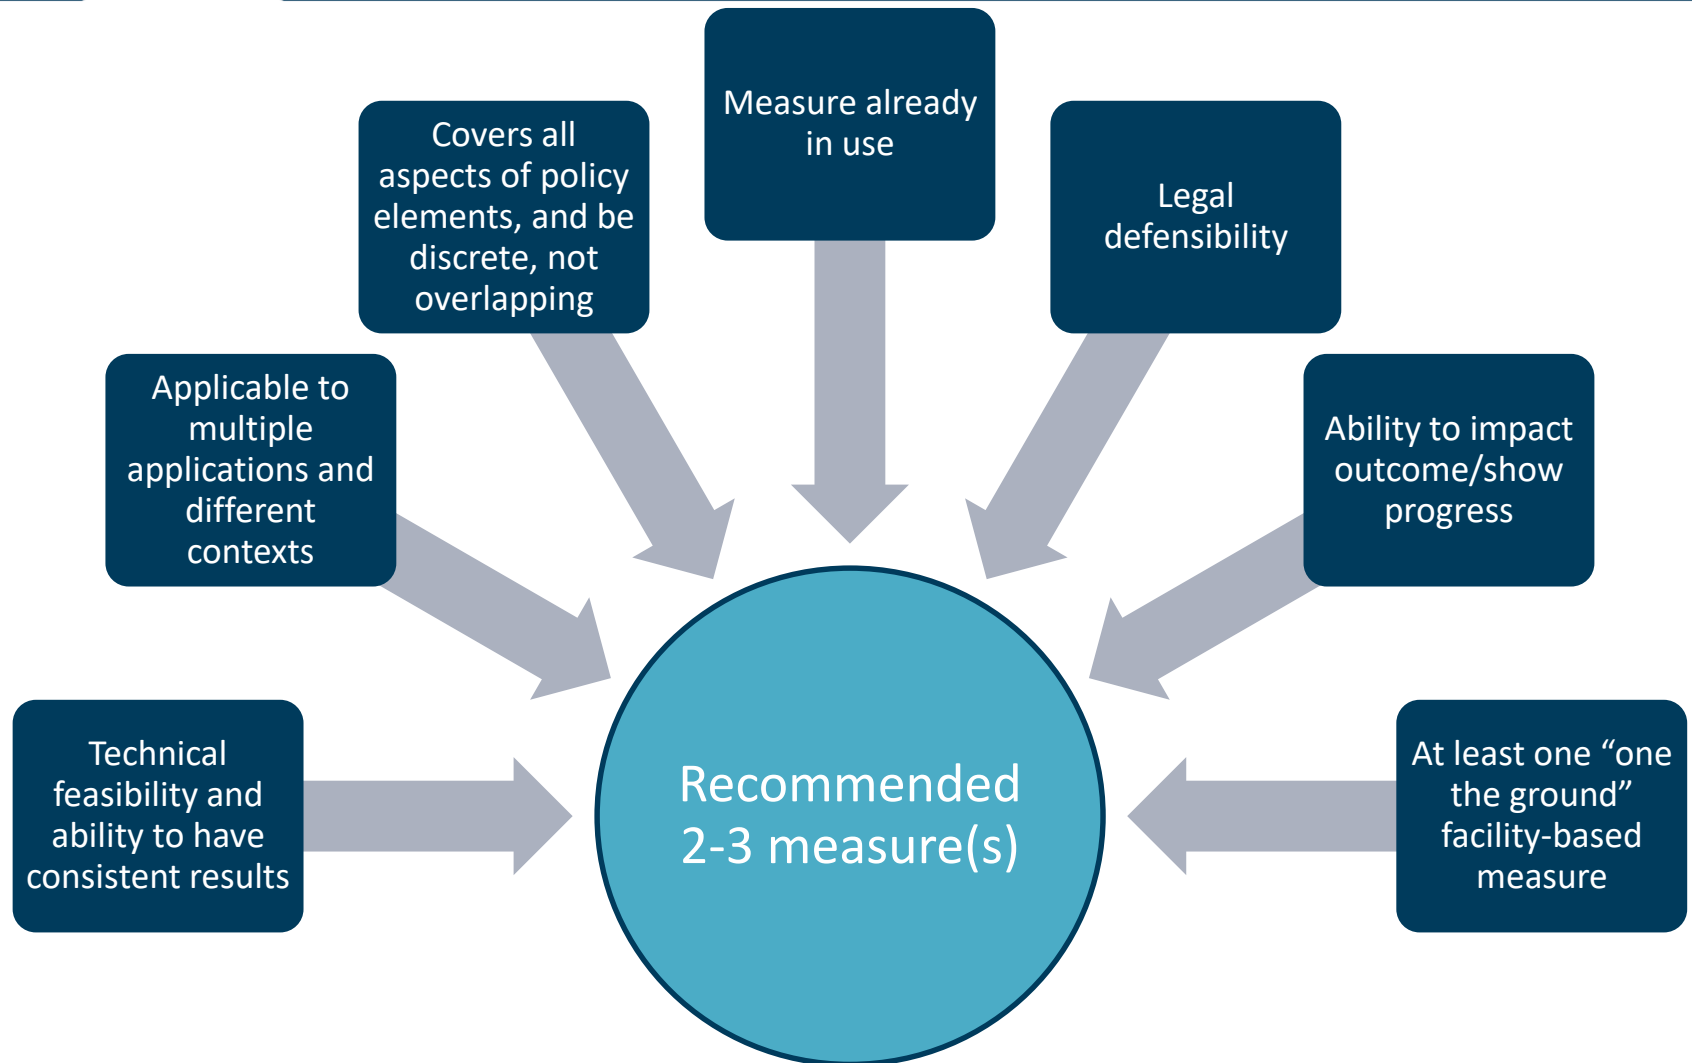 Measure already
in use
Covers all
aspects of policy
elements, and be
discrete, not
overlapping
Legal
defensibility
Applicable to
multiple
applications and
different
contexts
Ability to impact
outcome/show
progress
Technical
feasibility and
ability to have
consistent results
Recommended
2-3 measure(s)
At least one “one
the ground”
facility-based
measure